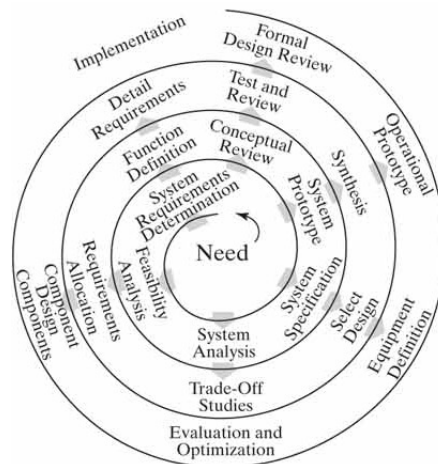 Need
System
Requirements
Determination
Feasibility
Analysis
System
Analysis
System
Specification
System
Prototype
Conceptual
Review
Function
Definition
Requirements
Allocation
Trade-Off
Studies
Select
Design
Synthesis
Test and
Review
Detail
Requirements
Component
Design
Components
Evaluation and
Optimization
Equipment
Definition
Operational
Prototype
Formal
Design Review
Implementation